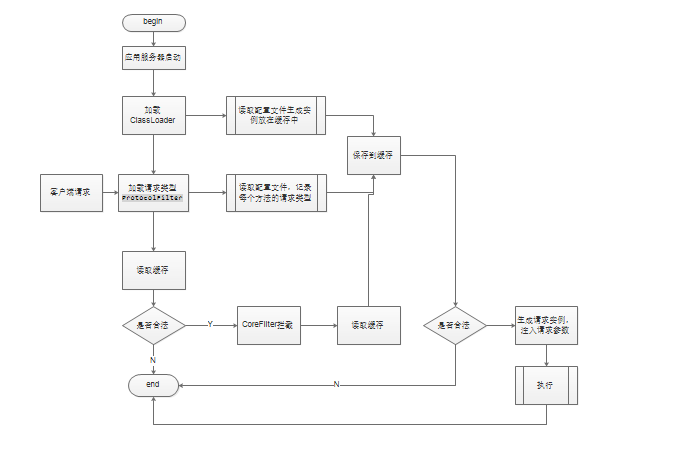 begin
应用服务器启动
加载
ClassLoader
读取配置文件生成实
例放在缓存中
保存到缓存
客户端请求
加载请求类型
ProtocolFilter
读取配置文件，记录
每个方法的请求类型
读取缓存
是否合法
Y
CoreFilter拦截
读取缓存
是否合法
生成请求实例，
注入请求参数
N
end
N
执行